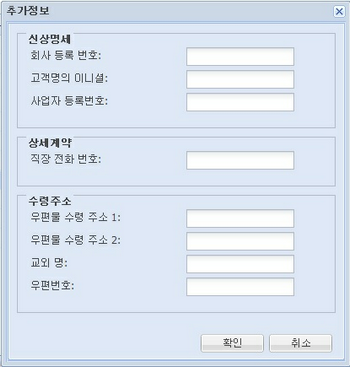 추가정보
신상명세
회사 등록 번호:
고객명의 이니셜:
사업자 등록번호:
상세계약
직장 전화 번호:
수령주소
우편물 수령 주소 1:
우편물 수령 주소 2:
교외 명:
우편번호:
확인 취소